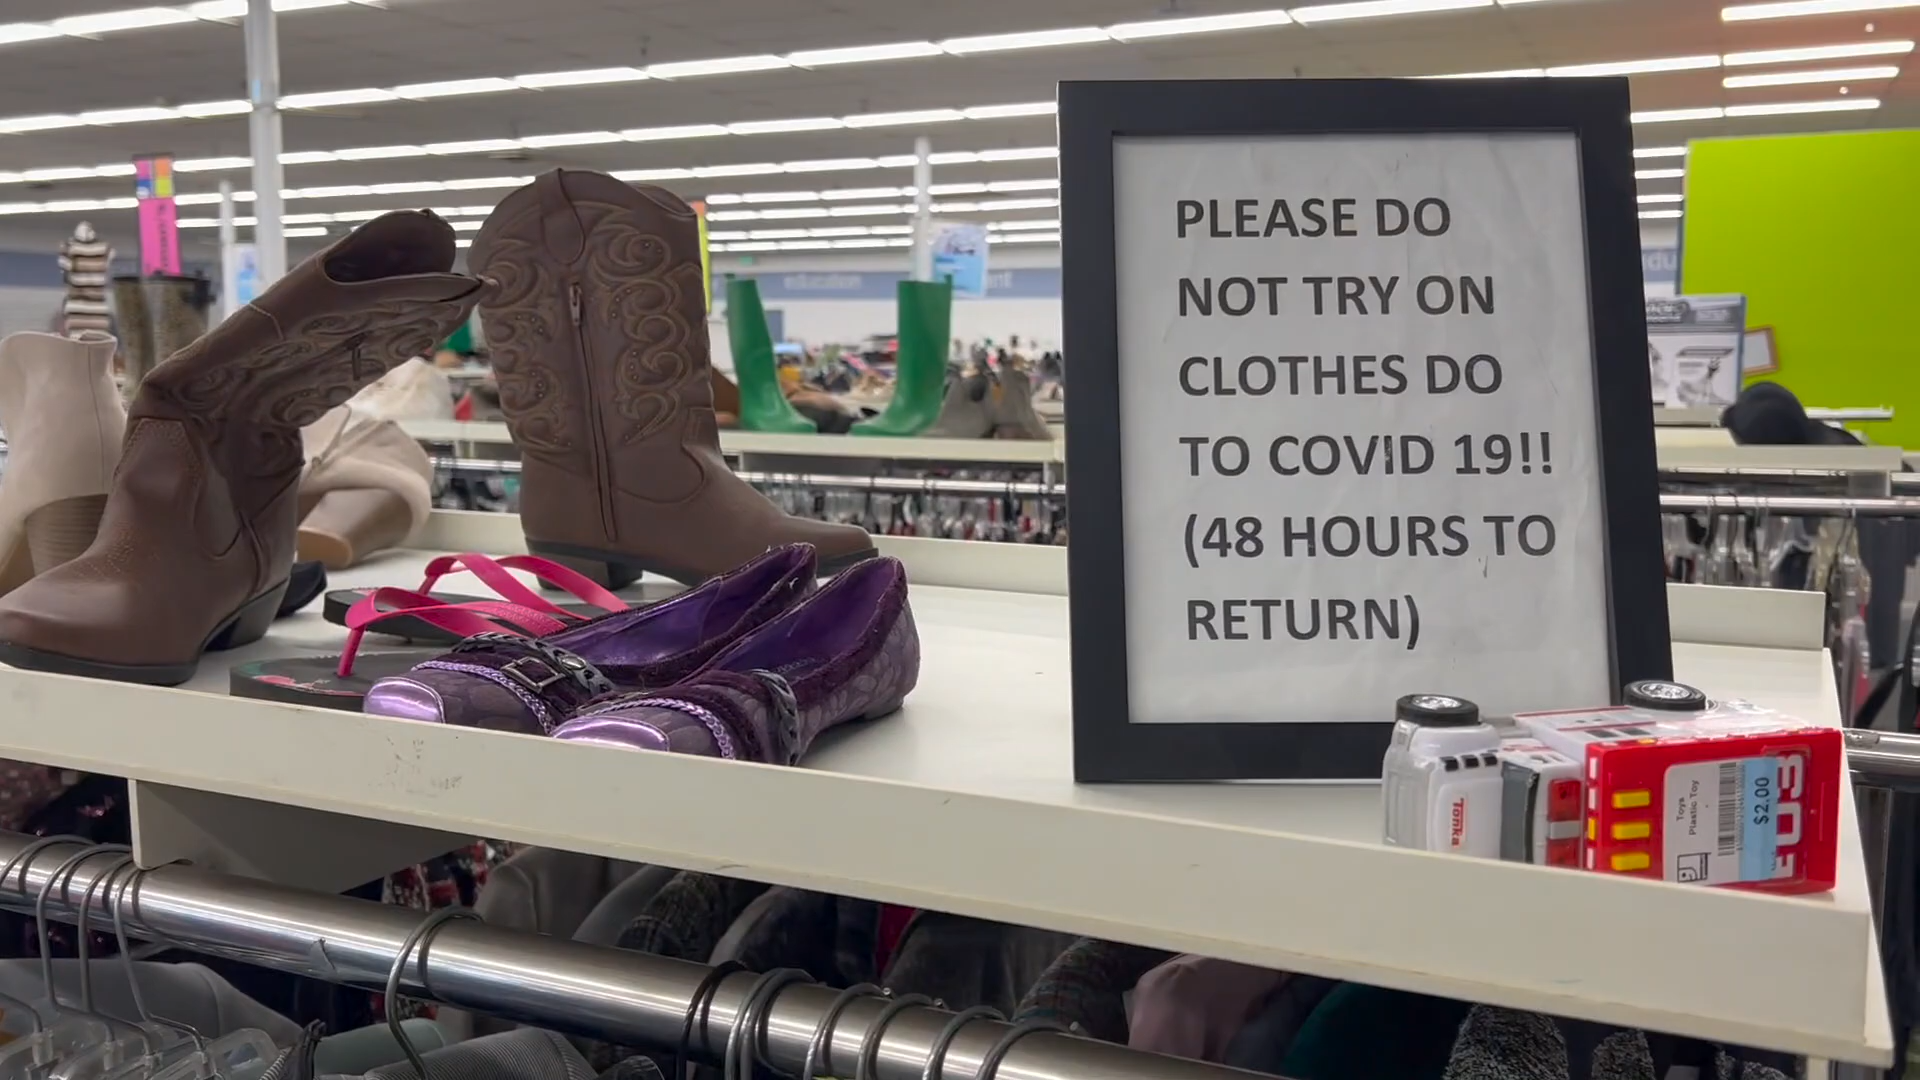 PLEASE DO
NOT TRY ON
CLOTHES DO
TO COVID 19!!
(48 HOURS TO
RETURN)
education
Tonka
Toys
Plastic Toy
$2.00